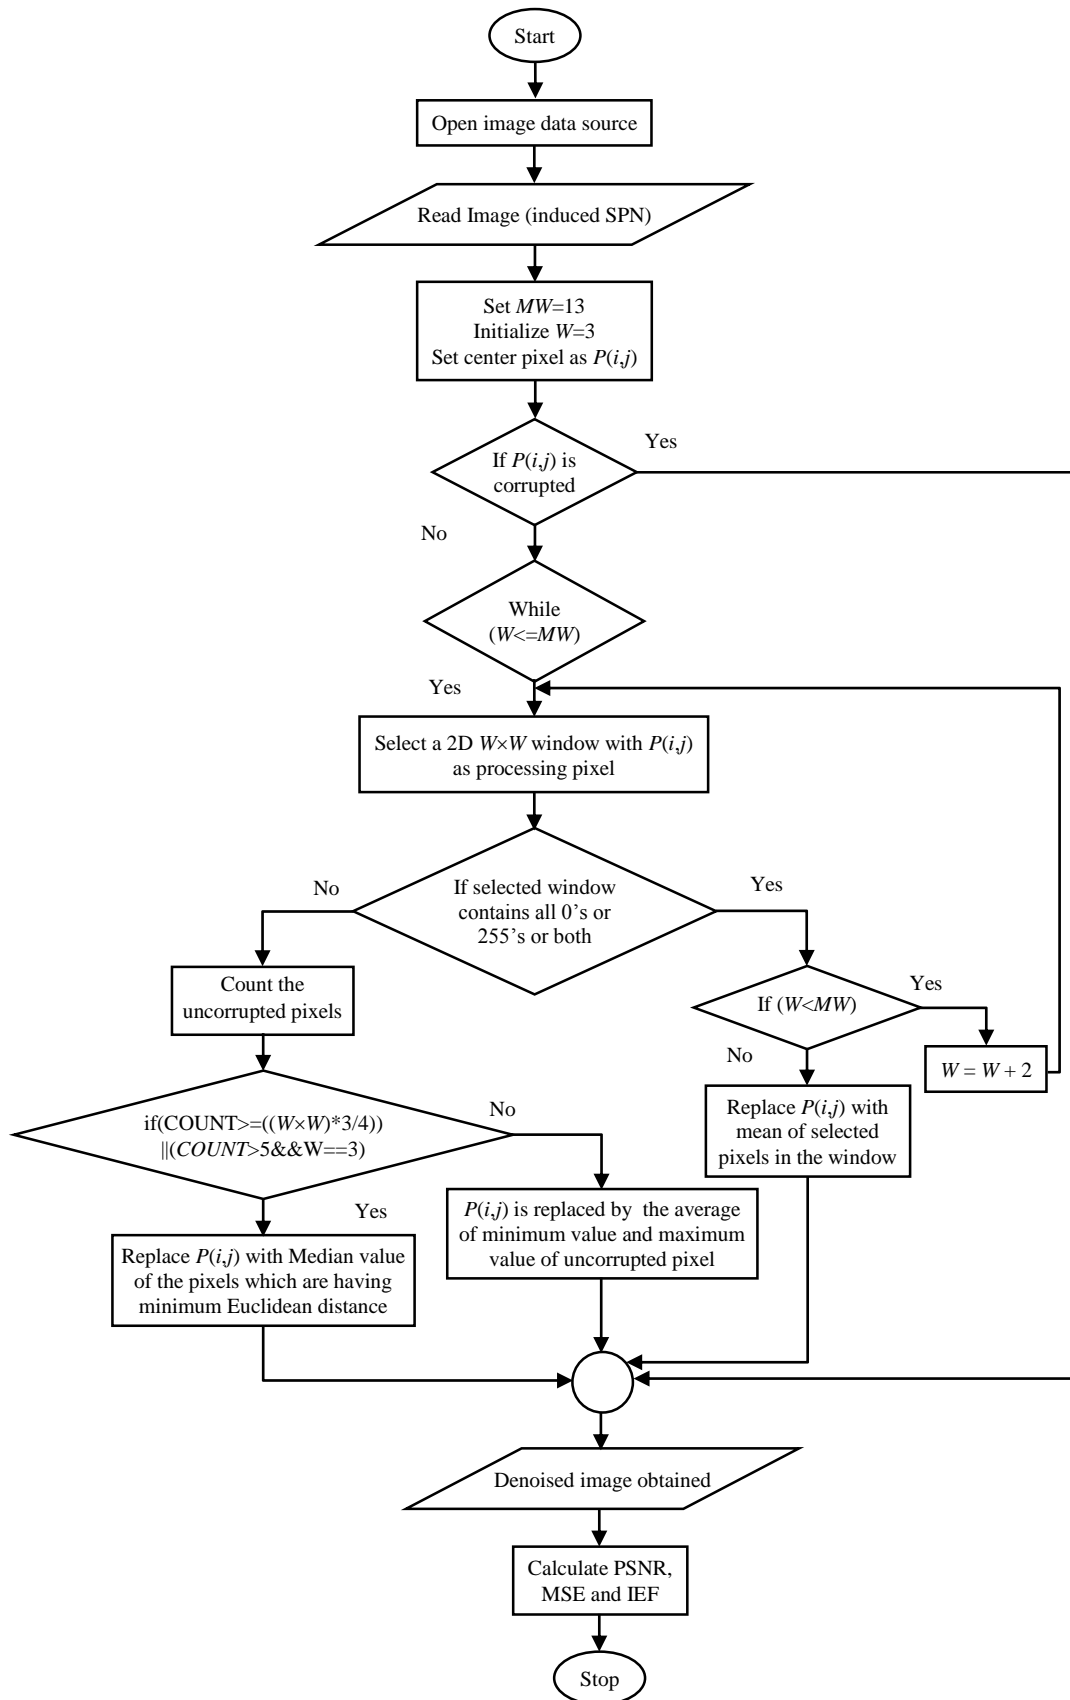 Start
Open image data source
Read Image (induced SPN)
Set MW=13
Initialize W=3
Set center pixel as P(i,j)
If P(i,j) is
corrupted
Yes
No
While
(W<=MW)
Yes
Select a 2D W×W window with P(i,j)
as processing pixel
If selected window
contains all 0’s or
255’s or both
No
Yes
Count the
uncorrupted pixels
If (W<MW)
Yes
No
W = W + 2
Replace P(i,j) with
mean of selected
pixels in the window
if(COUNT>=((W×W)*3/4))
||(COUNT>5&&W==3)
No
Yes
P(i,j) is replaced by  the average
of minimum value and maximum
value of uncorrupted pixel
Replace P(i,j) with Median value
of the pixels which are having
minimum Euclidean distance
Denoised image obtained
Calculate PSNR,
MSE and IEF
Stop